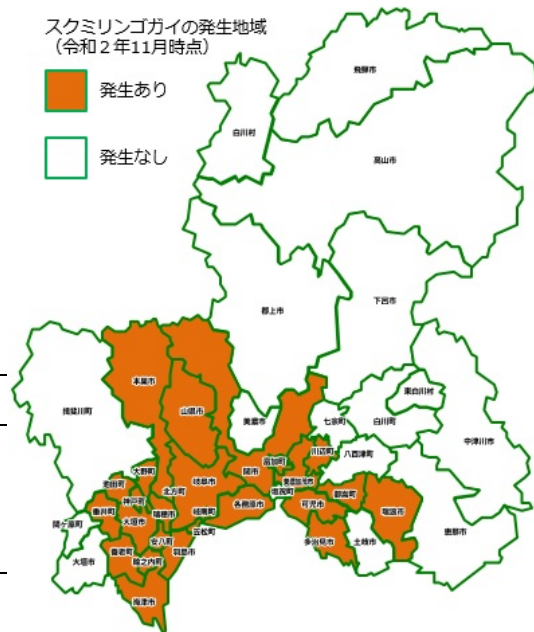 スクミリンゴガイの発生地域
(令和２年11月時点)
発生あり
発生なし
飛騨市
白川村
高山市
郡上市
下呂市
本巣市
山県市
揖斐川町
美濃市
七宗町
白川町
東白川村
中津川市
川辺町
八百津町
富加町
関市
美濃加茂市
坂祝町
大野町
岐阜市
池田町
北方町
神戸町
瑞穂市
各務原市
岐南町
可児市
御嵩町
瑞浪市
恵那市
垂井町
大垣市
笠松町
関ケ原町
安八町
羽島市
多治見市
土岐市
養老町
輪之内町
大垣市
海津市